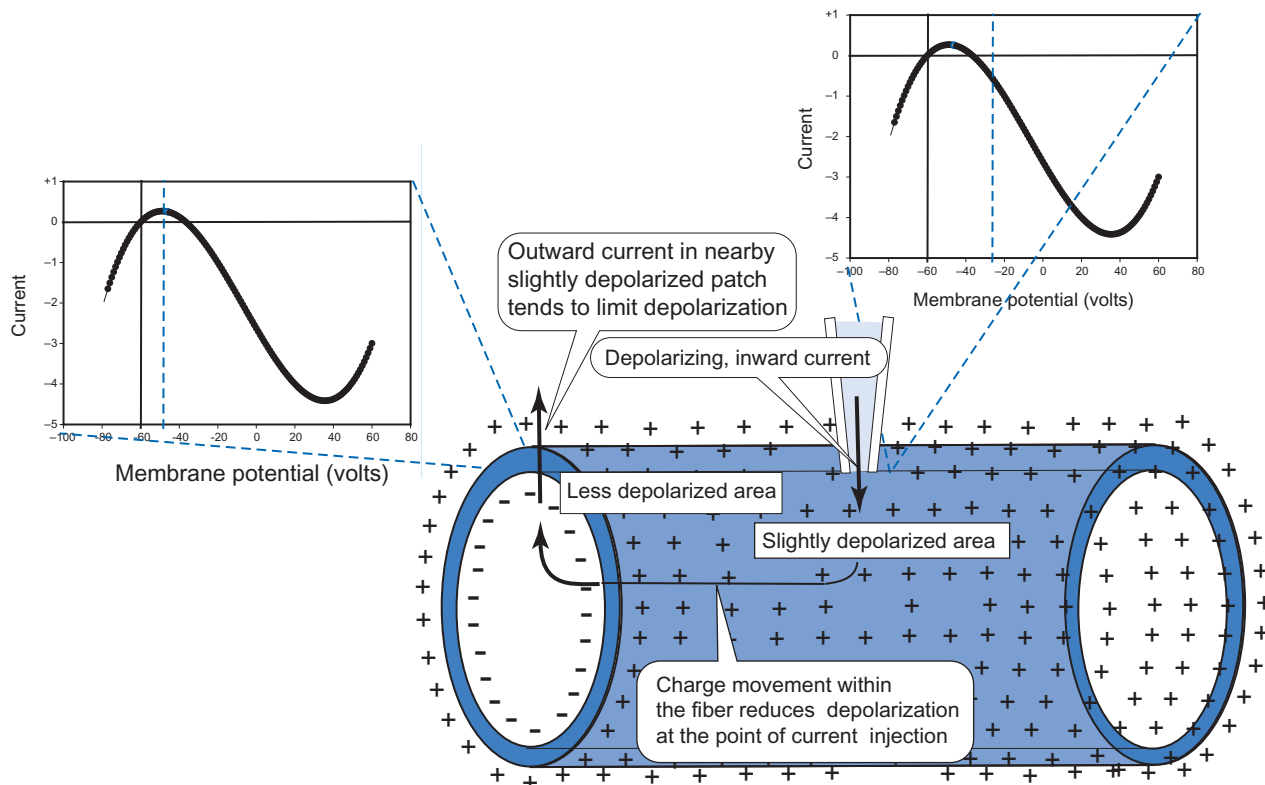 +1
0
–1
–2
–3
–4
–5
Current
–100
–80
–60
–40
–20
0
20
40
60
80
Membrane potential (volts)
+1
0
–1
–2
–3
–4
–5
Current
–100
–80
–60
–40
–20
0
20
40
60
80
Membrane potential (volts)
Outward current in nearby
slightly depolarized patch
tends to limit depolarization
Depolarizing, inward current
Less depolarized area
Slightly depolarized area
Charge movement within
the fiber reduces depolarization
at the point of current injection